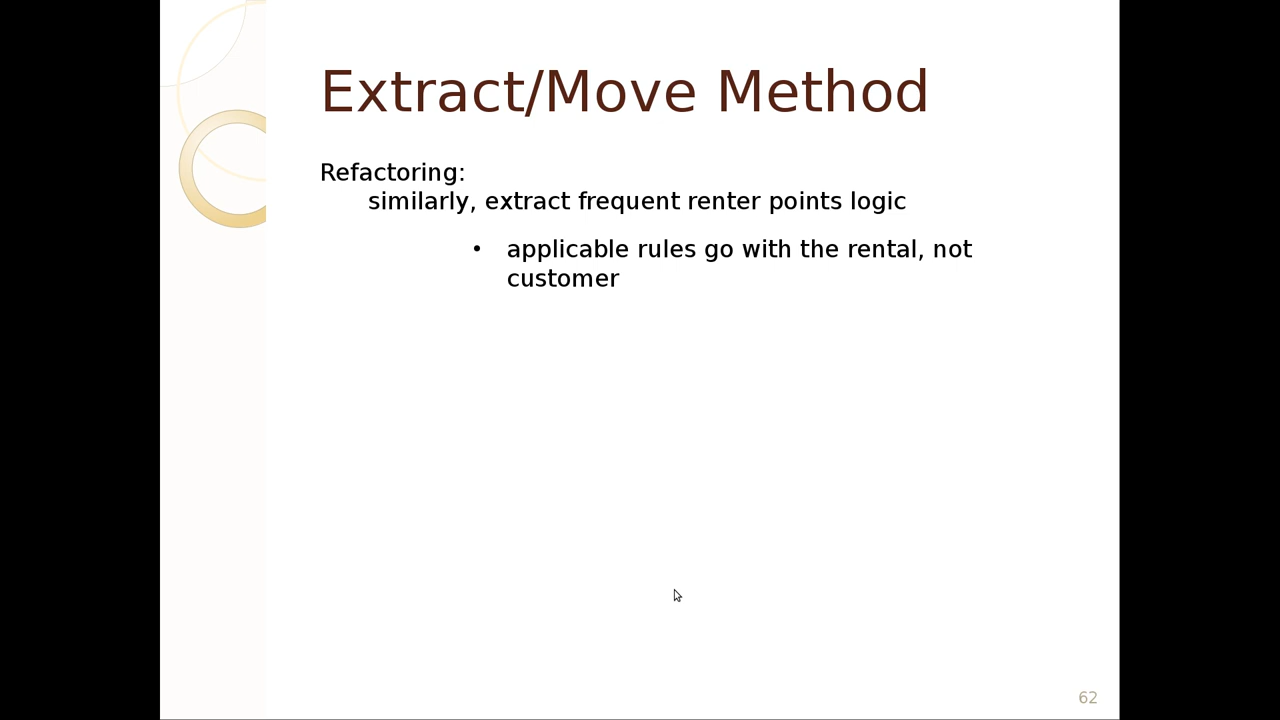 Extract/Move Method
Refactoring:
similarly, extract frequent renter points logic
• applicable rules go with the rental, not
customer
62